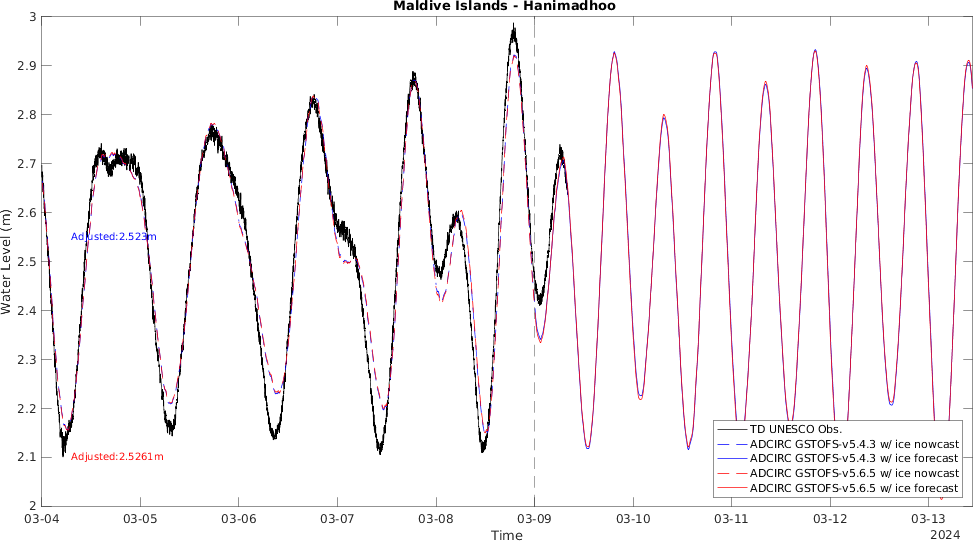 Maldive Islands - Hanimadhoo
Water Level (m)
3
2.9
2.8
2.7
2.6
2.5
2.4
2.3
2.2
2.1
2
Adjusted:2.523m
Adjusted:2.5261m
TD UNESCO Obs.
ADCIRC GSTOFS-v5.4.3 w/ ice nowcast
ADCIRC GSTOFS-v5.4.3 w/ ice forecast
ADCIRC GSTOFS-v5.6.5 w/ ice nowcast
ADCIRC GSTOFS-v5.6.5 w/ ice forecast
03-04 03-05 03-06 03-07 03-08 03-09 03-10 03-11 03-12 03-13
Time
2024